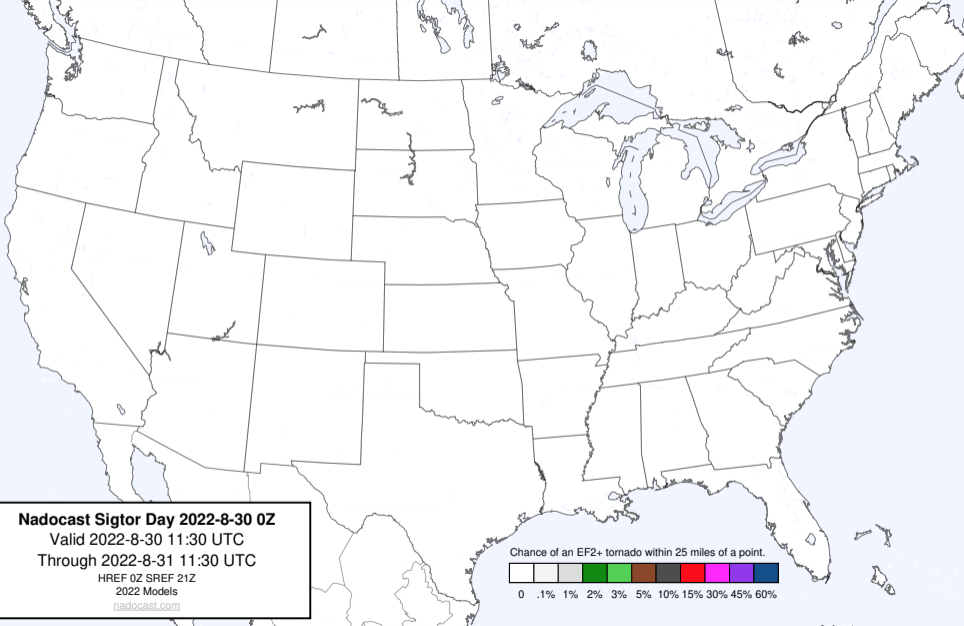 Nadocast Sigtor Day 2022-8-30 0Z
Valid 2022-8-30 11:30 UTC
Through 2022-8-31 11:30 UTC
HREF 0Z SREF 21Z
2022 Models
nadocast.com
Chance of an EF2+ tornado within 25 miles of a point.
0 .1% 1% 2% 3% 5% 10% 15% 30% 45% 60%